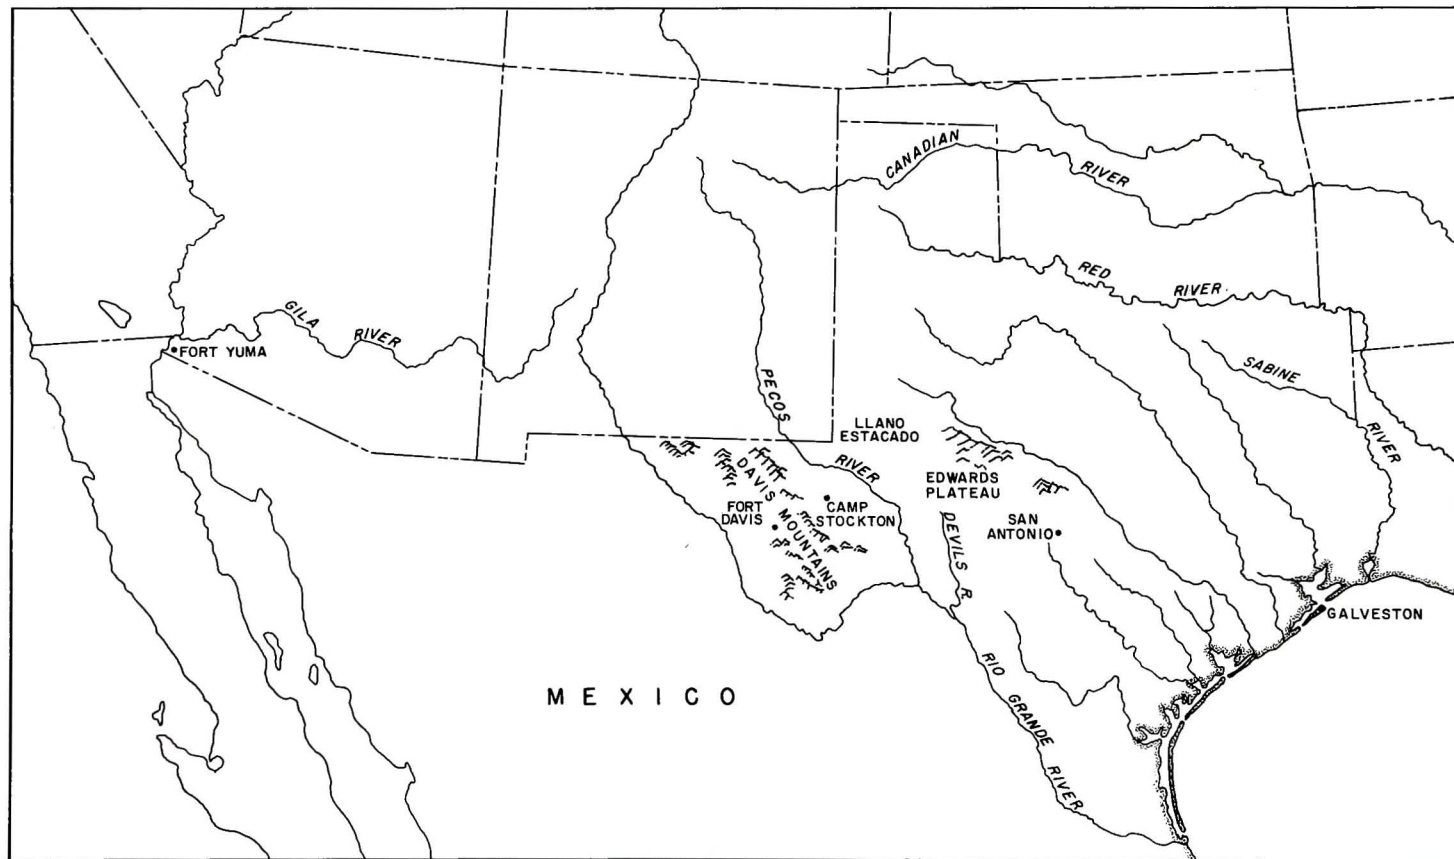 CANADIAN
RIVER
RED
RIVER
GILA
RIVER
FORT YUMA
SABINE
RIVER
PECOS
RIVER
LLANO
ESTACADO
EDWARDS
PLATEAU
DAVIS MOUNTAINS
FORT
DAVIS
CAMP
STOCKTON
SAN
ANTONIO
DEVILS R.
GALVESTON
MEXICO
RIO
GRANDE
RIVER